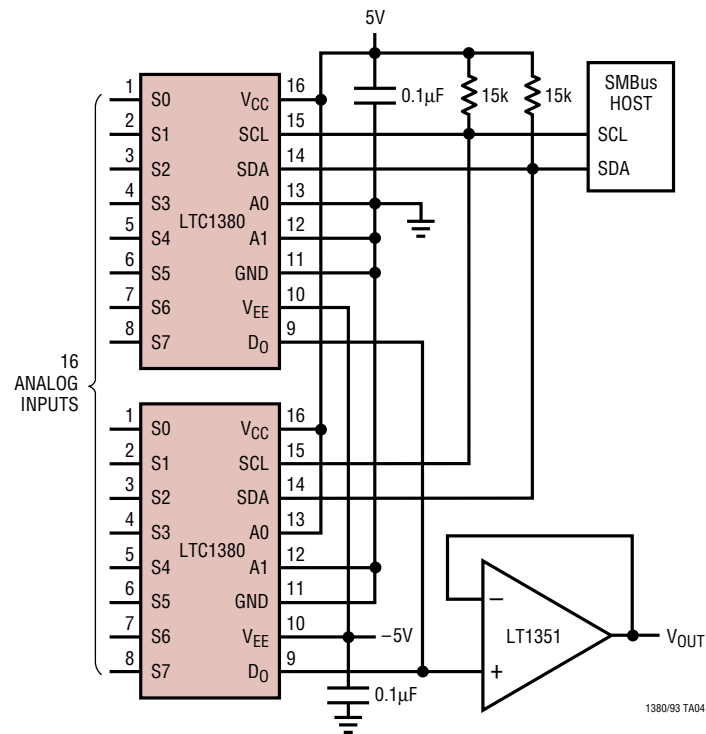 5V
0.1µF
15k
15k
SMBus
HOST
SCL
SDA
1 S0 VCC 16
2 S1 SCL 15
3 S2 SDA 14
4 S3 A0 13
LTC1380
5 S4 A1 12
6 S5 GND 11
7 S6 VEE 10
8 S7 DO 9
16
ANALOG
INPUTS
1 S0 VCC 16
2 S1 SCL 15
3 S2 SDA 14
4 S3 A0 13
LTC1380
5 S4 A1 12
6 S5 GND 11
7 S6 VEE 10
8 S7 DO 9
–5V
0.1µF
–
LT1351
+
VOUT
1380/93 TA04